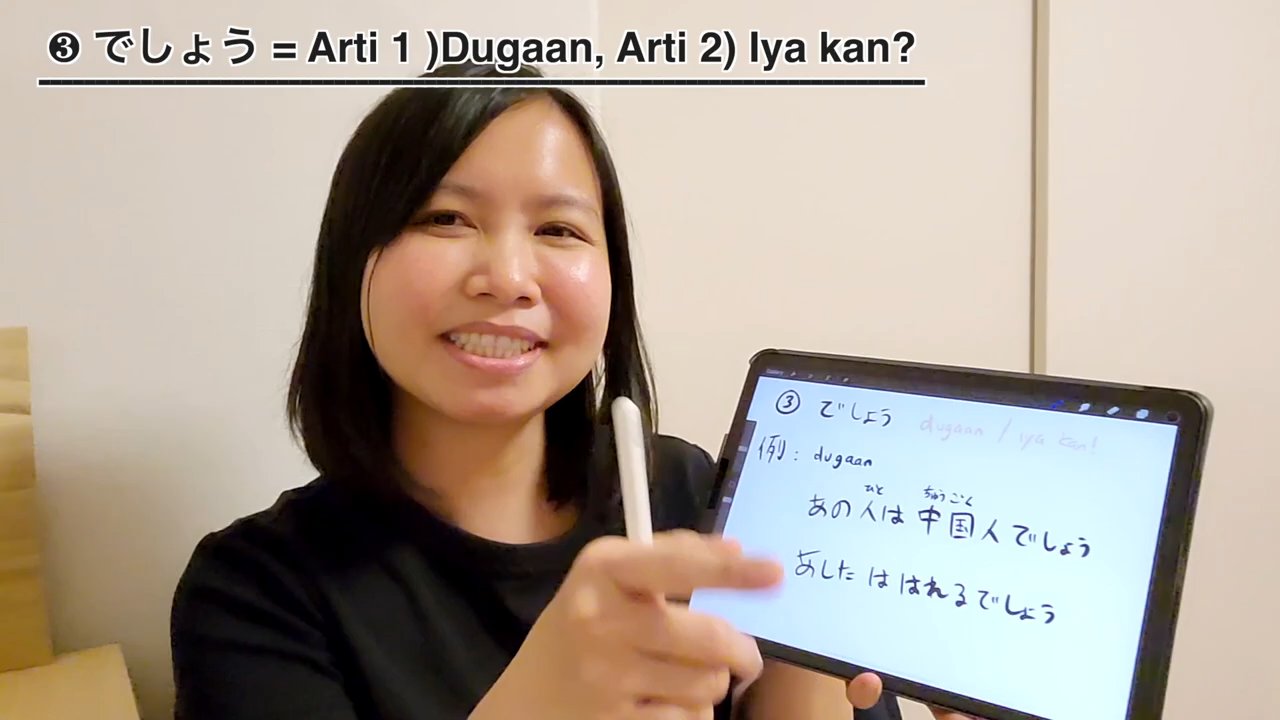 ❸ でしょう = Arti 1 )Dugaan, Arti 2) Iya kan?
③ でしょう dugaan / iya kan!
例: dugaan
ひと ちゅうごくん
あの人は 中国人でしょう
あしたははれるでしょう